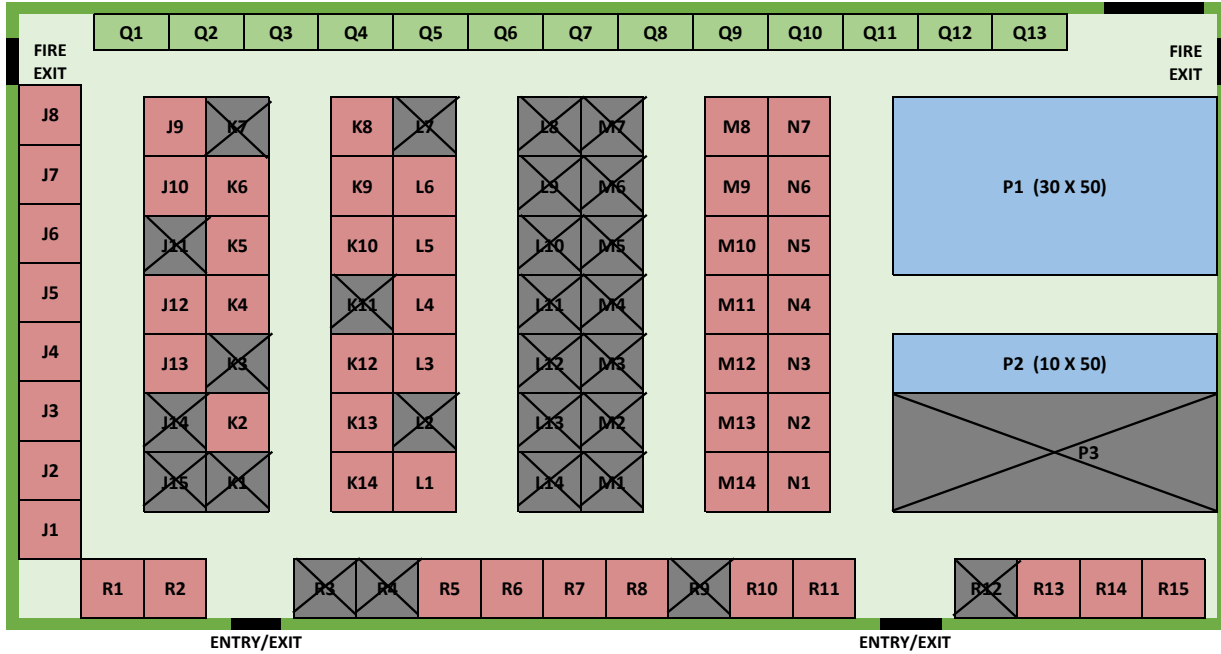 Q1 Q2 Q3 Q4 Q5 Q6 Q7 Q8 Q9 Q10 Q11 Q12 Q13
FIRE
EXIT
FIRE
EXIT
J8
J7
J6
J5
J4
J3
J2
J1
J9 K7
J10 K6
J11 K5
J12 K4
J13 K3
J14 K2
J15 K1
K8 L7
K9 L6
K10 L5
K11 L4
K12 L3
K13 L2
K14 L1
L8 M7
L9 M6
L10 M5
L11 M4
L12 M3
L13 M2
L14 M1
M8 N7
M9 N6
M10 N5
M11 N4
M12 N3
M13 N2
M14 N1
P1 (30 X 50)
P2 (10 X 50)
P3
R1 R2 R3 R4 R5 R6 R7 R8 R9 R10 R11 R12 R13 R14 R15
ENTRY/EXIT ENTRY/EXIT